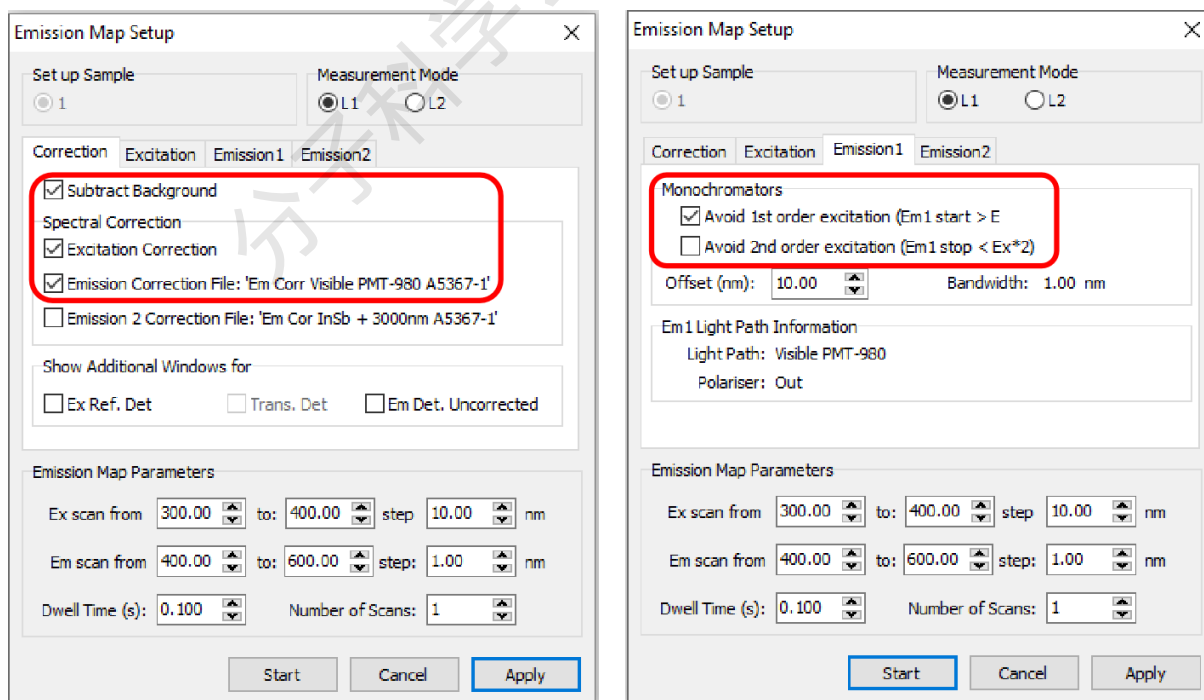 Emission Map Setup
Set up Sample
1
Measurement Mode
L1 L2
Correction Excitation Emission1 Emission2
Subtract Background
Spectral Correction
Excitation Correction
Emission Correction File: 'Em Corr Visible PMT-980 A5367-1'
Emission 2 Correction File: 'Em Cor InSb + 3000nm A5367-1'
Show Additional Windows for
Ex Ref. Det Trans. Det Em Det. Uncorrected
Emission Map Parameters
Ex scan from 300.00 to: 400.00 step 10.00 nm
Em scan from 400.00 to: 600.00 step: 1.00 nm
Dwell Time (s): 0.100 Number of Scans: 1
Start Cancel Apply
Emission Map Setup
Set up Sample
1
Measurement Mode
L1 L2
Correction Excitation Emission1 Emission2
Monochromators
Avoid 1st order excitation (Em1 start > E
Avoid 2nd order excitation (Em1 stop < Ex*2)
Offset (nm): 10.00 Bandwidth: 1.00 nm
Em1 Light Path Information
Light Path: Visible PMT-980
Polariser: Out
Emission Map Parameters
Ex scan from 300.00 to: 400.00 step 10.00 nm
Em scan from 400.00 to: 600.00 step: 1.00 nm
Dwell Time (s): 0.100 Number of Scans: 1
Start Cancel Apply
分子科学